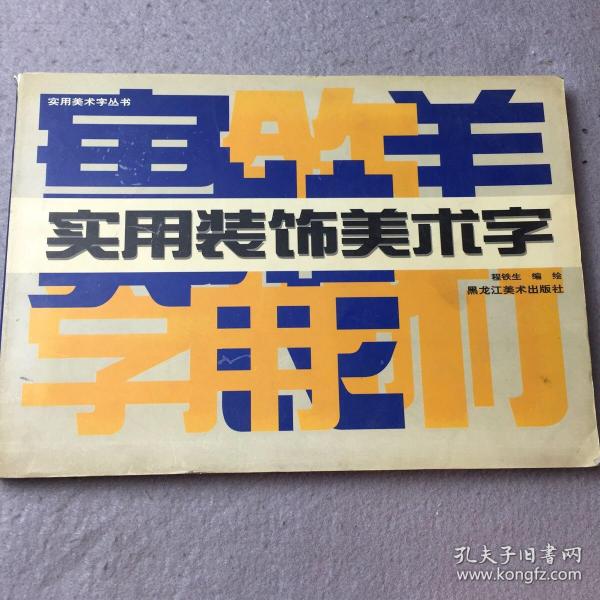 实用美术字丛书
实用装饰美术字
程铁生 编绘
黑龙江美术出版社
孔夫子旧书网
www.kongfz.com